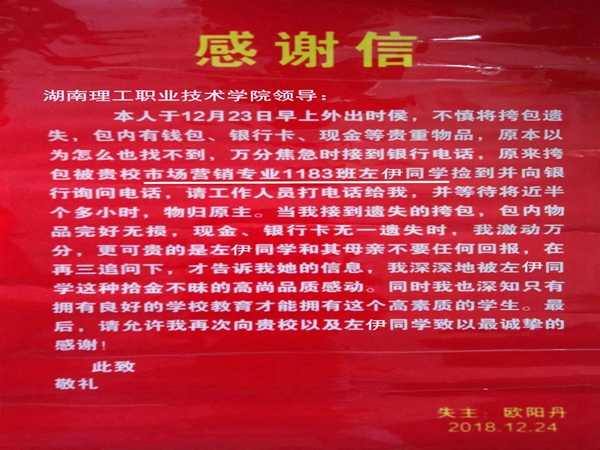 感谢信
湖南理工职业技术学院领导：
本人于12月23日早上外出时侯，不慎将挎包遗
失，包内有钱包、银行卡、现金等贵重物品，原本以
为怎么也找不到，万分焦急时接到银行电话，原来挎
包被贵校市场营销专业1183班左伊同学捡到并向银
行询问电话，请工作人员打电话给我，并等待将近半
个多小时，物归原主。当我接到遗失的挎包，包内物
品完好无损，现金、银行卡无一遗失时，我激动万
分，更可贵的是左伊同学和其母亲不要任何回报，在
再三追问下，才告诉我她的信息，我深深地被左伊同
学这种拾金不昧的高尚品质感动。同时我也深知只有
拥有良好的学校教育才能拥有这个高素质的学生。最
后，请允许我再次向贵校以及左伊同学致以最诚挚的
感谢！
此致
敬礼
失主：欧阳丹
2018.12.24